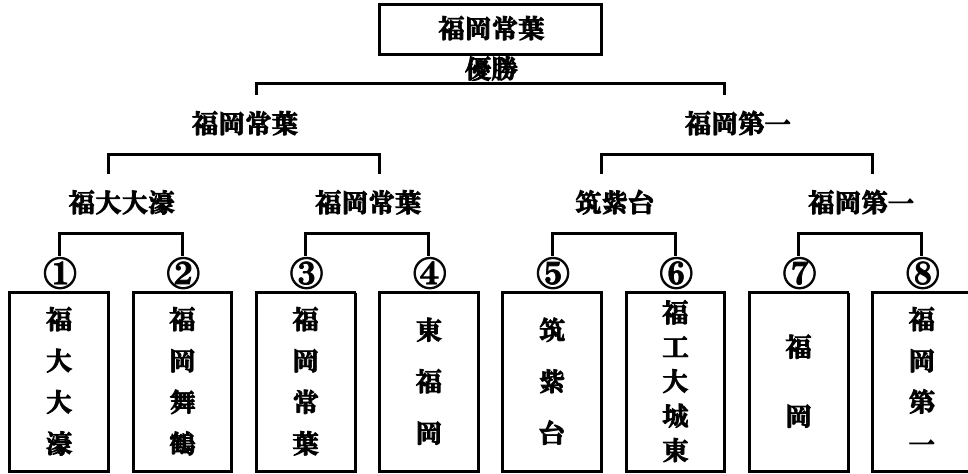 福岡常葉
優勝
福岡常葉
福岡第一
福大大濠
福岡常葉
筑紫台
福岡第一
①
②
③
④
⑤
⑥
⑦
⑧
福大大濠
福岡舞鶴
福岡常葉
東福岡
筑紫台
福工大城東
福岡
福岡第一